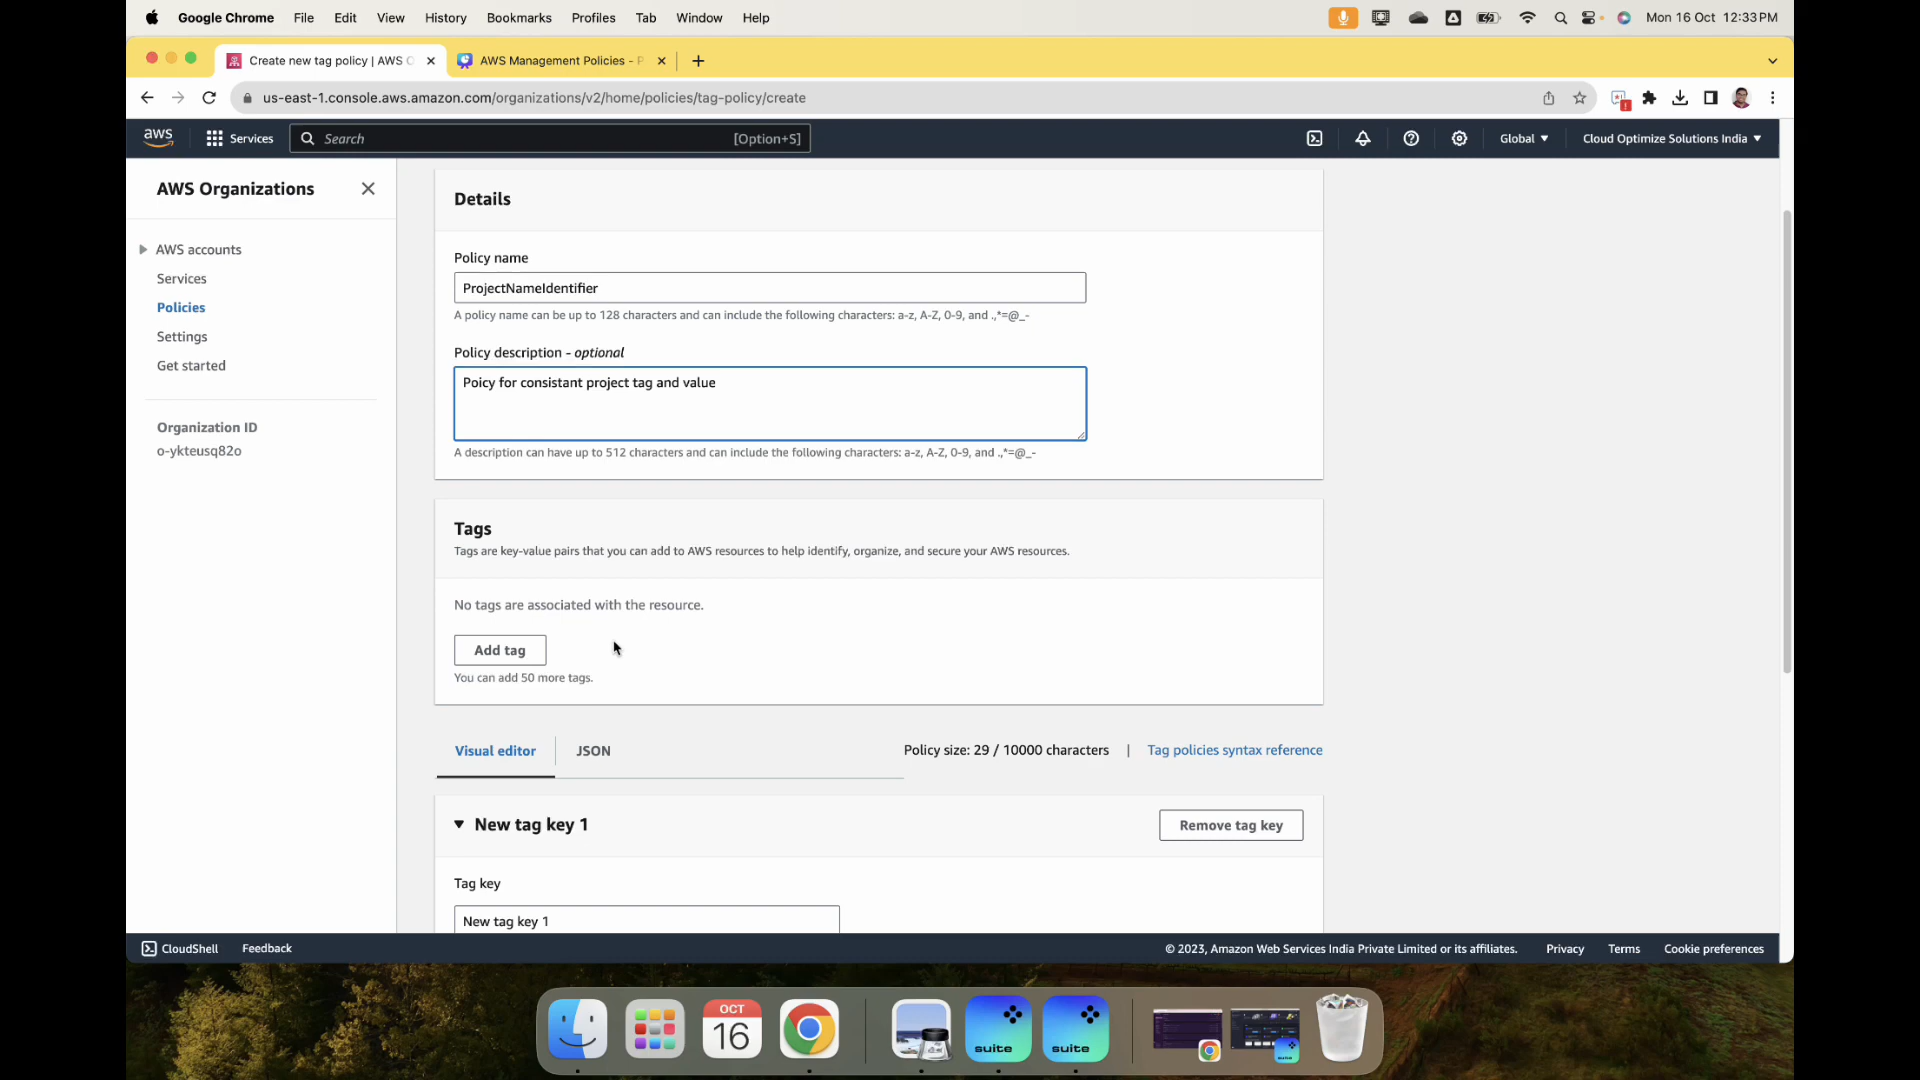 Google Chrome File Edit View History Bookmarks Profiles Tab Window Help Mon 16 Oct 12:33 PM
Create new tag policy | AWS O AWS Management Policies - P
us-east-1.console.aws.amazon.com/organizations/v2/home/policies/tag-policy/create
aws Services Search [Option+S] Global Cloud Optimize Solutions India
AWS Organizations
AWS accounts
Services
Policies
Settings
Get started
Organization ID
o-ykteusq82o
Details
Policy name
ProjectNameIdentifier
A policy name can be up to 128 characters and can include the following characters: a-z, A-Z, 0-9, and .,*=@_-
Policy description - optional
Poicy for consistant project tag and value
A description can have up to 512 characters and can include the following characters: a-z, A-Z, 0-9, and .,*=@_-
Tags
Tags are key-value pairs that you can add to AWS resources to help identify, organize, and secure your AWS resources.
No tags are associated with the resource.
Add tag
You can add 50 more tags.
Visual editor JSON Policy size: 29 / 10000 characters | Tag policies syntax reference
New tag key 1 Remove tag key
Tag key
New tag key 1
CloudShell Feedback © 2023, Amazon Web Services India Private Limited or its affiliates. Privacy Terms Cookie preferences
OCT
16
suite suite